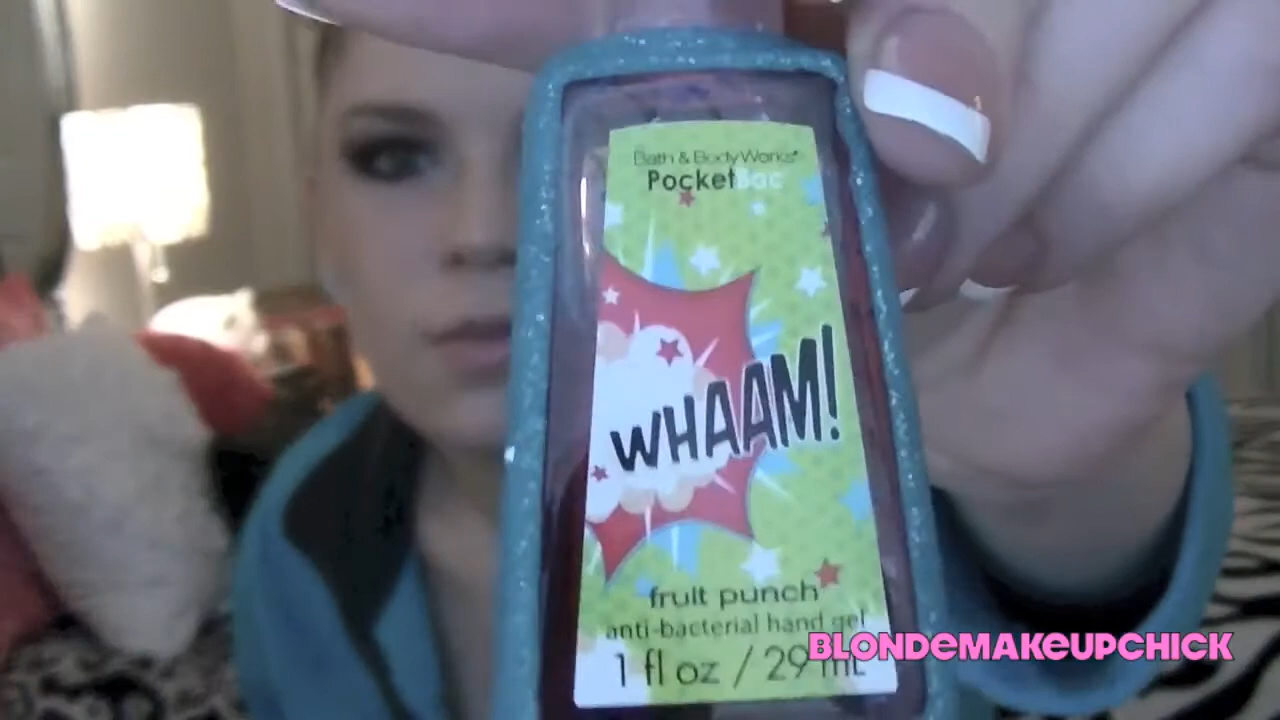 Bath & Body Works®
PocketBac
WHAAM!
fruit punch
anti-bacterial hand gel
1 fl oz / 29 mL
BLONDEMAKEUPCHICK